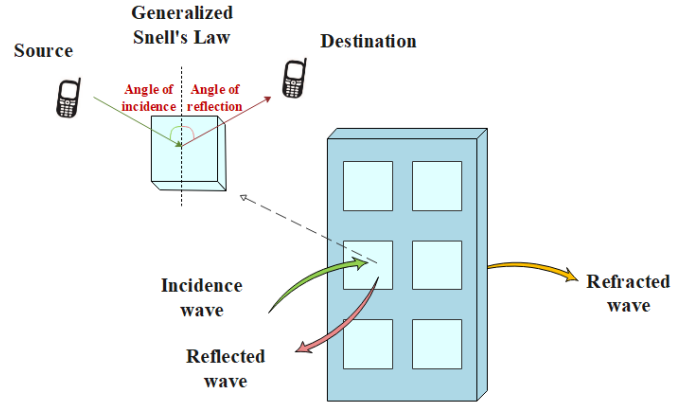 Generalized
Snell's Law
Source
Destination
Angle of
incidence
Angle of
reflection
Incidence
wave
Reflected
wave
Refracted
wave